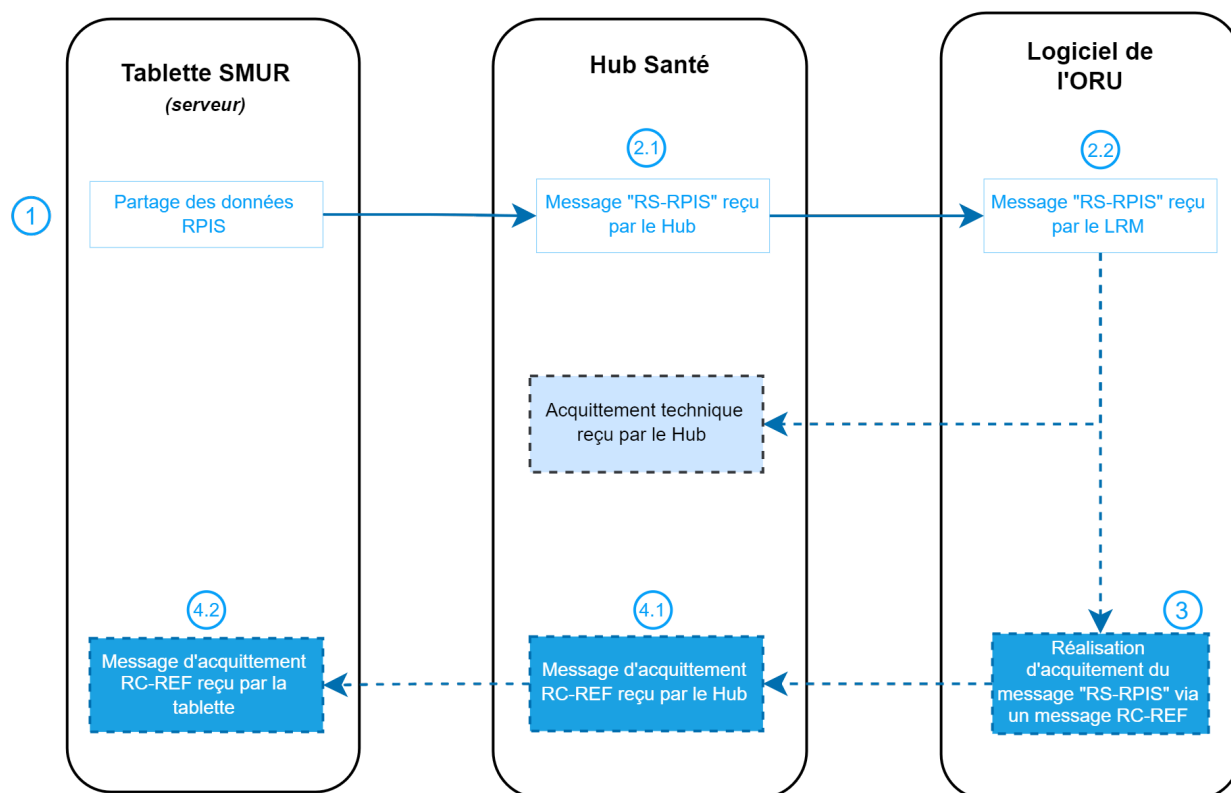 Tablette SMUR
(serveur)
Hub Santé
Logiciel de
l'ORU
1
Partage des données
RPIS
2.1
Message "RS-RPIS" reçu
par le Hub
2.2
Message "RS-RPIS" reçu
par le LRM
Acquittement technique
reçu par le Hub
4.2
Message d'acquittement
RC-REF reçu par la
tablette
4.1
Message d'acquittement
RC-REF reçu par le Hub
3
Réalisation
d'acquitement du
message "RS-RPIS" via
un message RC-REF